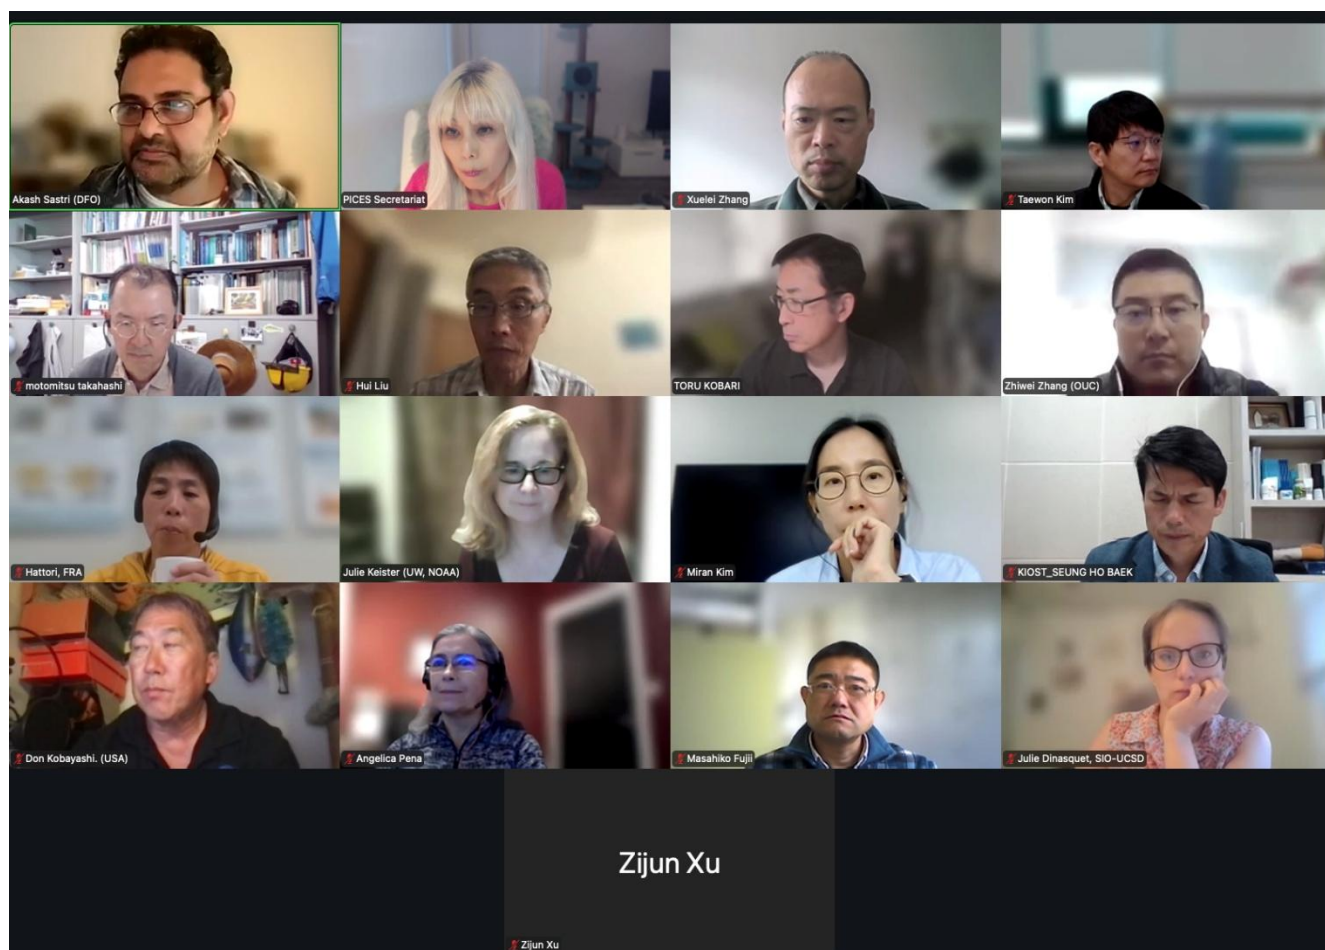 Akash Sastri (DFO)
PICES Secretariat
Xuelei Zhang
Taewon Kim
motomitsu takahashi
Hui Liu
TORU KOBARI
Zhiwei Zhang (OUC)
Hattori, FRA
Julie Keister (UW, NOAA)
Miran Kim
KIOST_SEUNG HO BAEK
Don Kobayashi. (USA)
Angelica Pena
Masahiko Fujii
Julie Dinasquet, SIO-UCSD
Zijun Xu
Zijun Xu